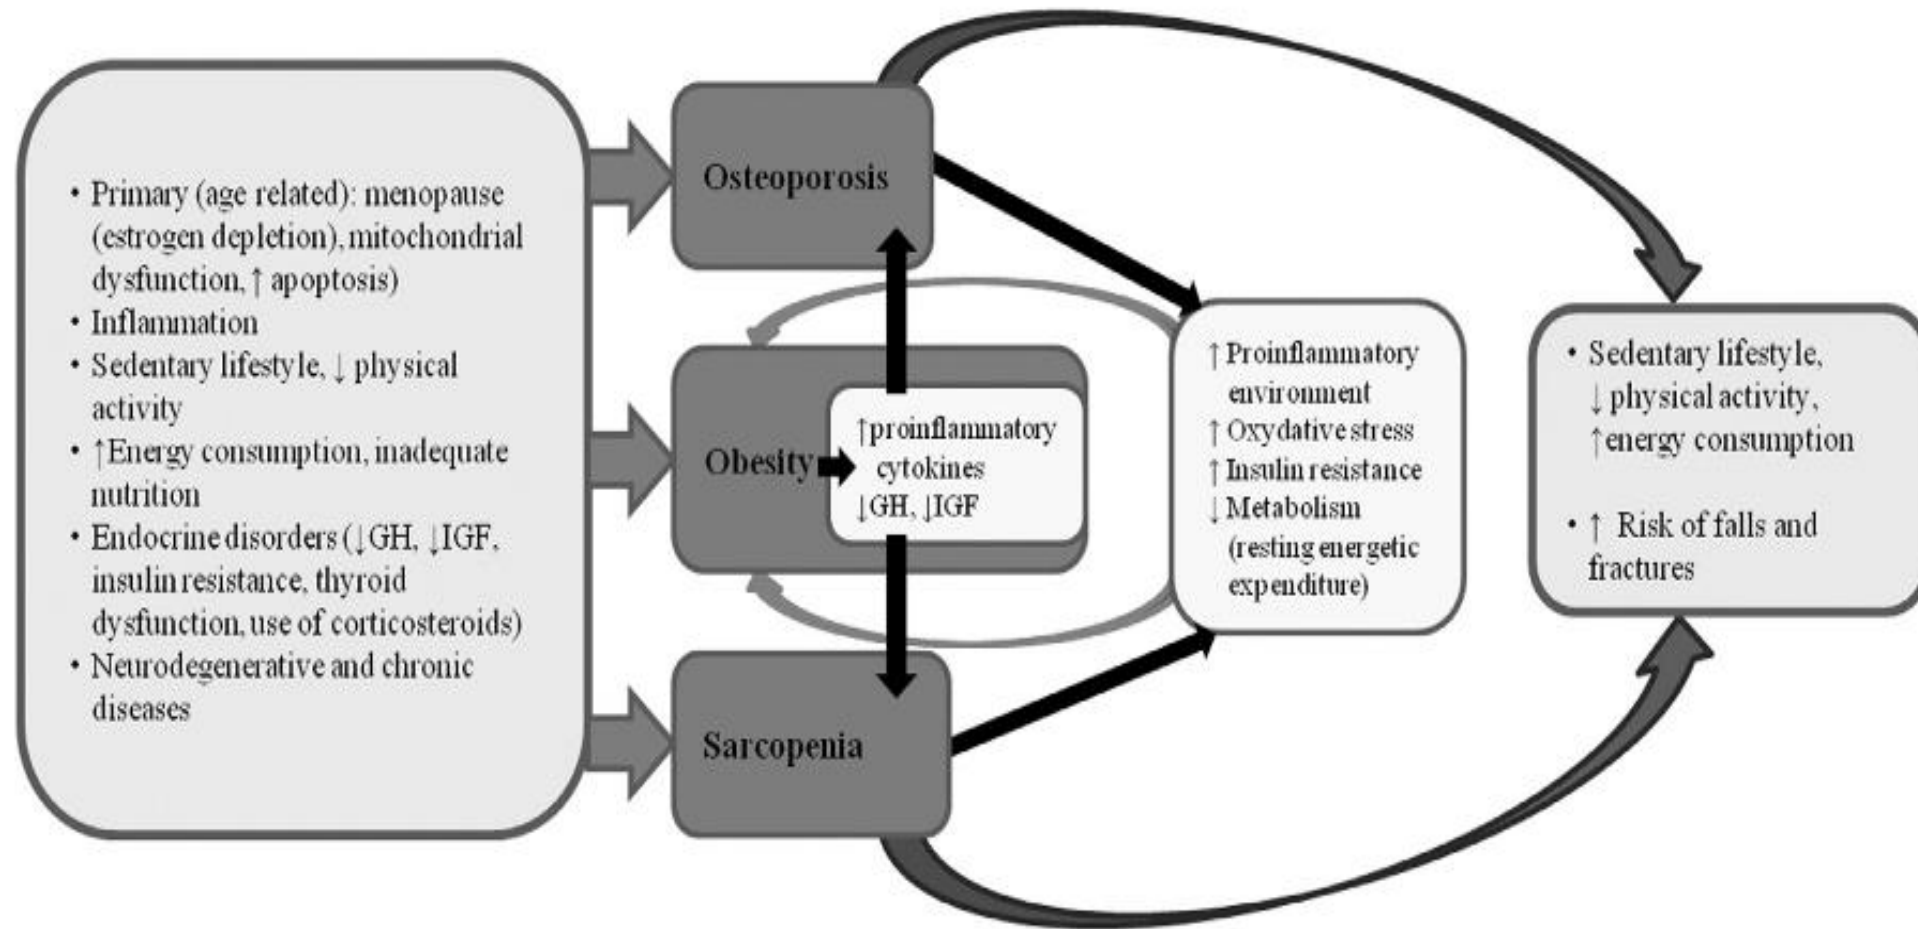 • Primary (age related): menopause
(estrogen depletion), mitochondrial
dysfunction, ↑ apoptosis)
• Inflammation
• Sedentary lifestyle, ↓ physical
activity
• ↑Energy consumption, inadequate
nutrition
• Endocrine disorders (↓GH, ↓IGF,
insulin resistance, thyroid
dysfunction, use of corticosteroids)
• Neurodegenerative and chronic
diseases
Osteoporosis
Obesity
↑proinflammatory
cytokines
↓GH, ↓IGF
Sarcopenia
↑ Proinflammatory
environment
↑ Oxydative stress
↑ Insulin resistance
↓ Metabolism
(resting energetic
expenditure)
• Sedentary lifestyle,
↓ physical activity,
↑energy consumption
• ↑ Risk of falls and
fractures